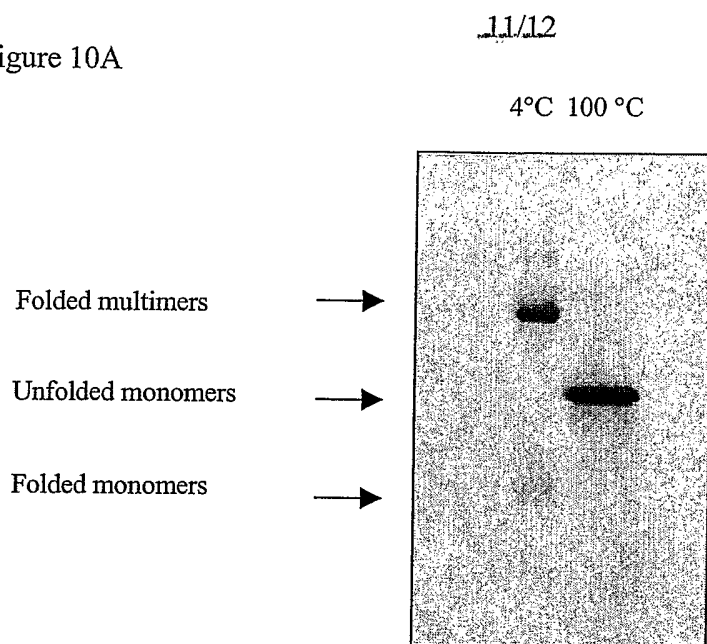 11/12
igure 10A
4°C 100 °C
Folded multimers
Unfolded monomers
Folded monomers